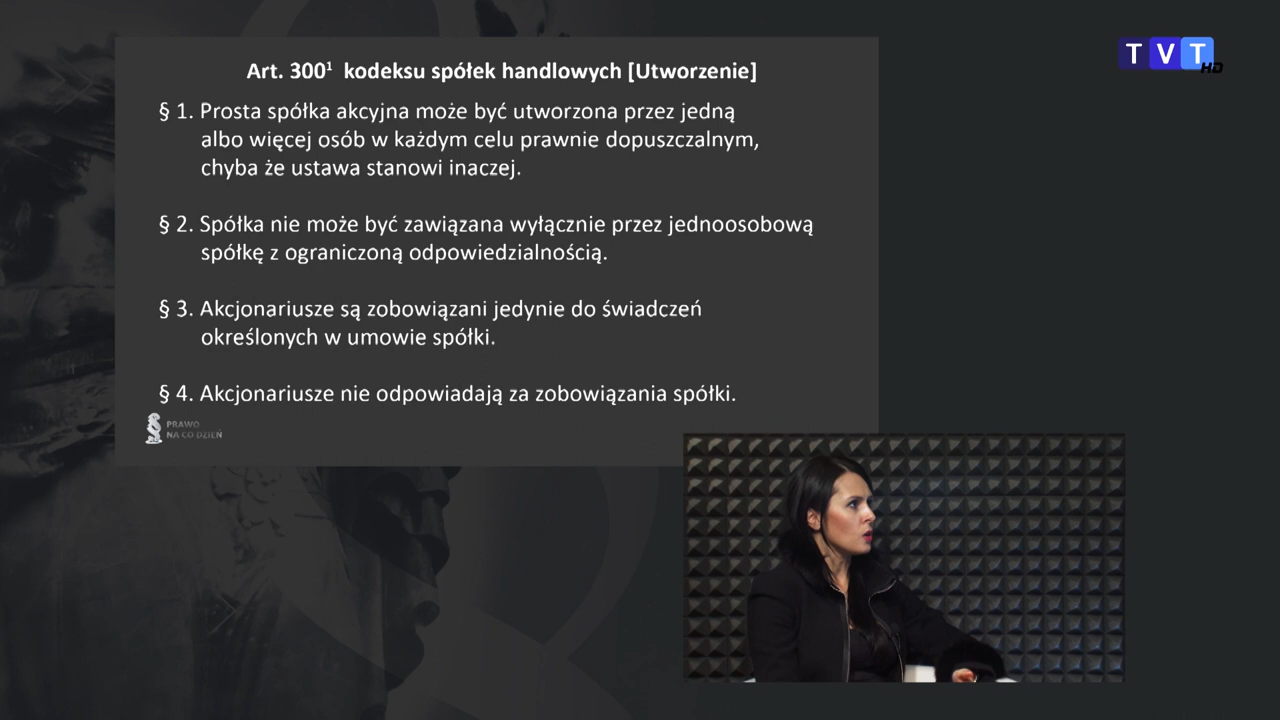 Art. 300¹ kodeksu spółek handlowych [Utworzenie]
§ 1. Prosta spółka akcyjna może być utworzona przez jedną
albo więcej osób w każdym celu prawnie dopuszczalnym,
chyba że ustawa stanowi inaczej.
§ 2. Spółka nie może być zawiązana wyłącznie przez jednoosobową
spółkę z ograniczoną odpowiedzialnością.
§ 3. Akcjonariusze są zobowiązani jedynie do świadczeń
określonych w umowie spółki.
§ 4. Akcjonariusze nie odpowiadają za zobowiązania spółki.
PRAWO
NA CO DZIEŃ
TVT HD